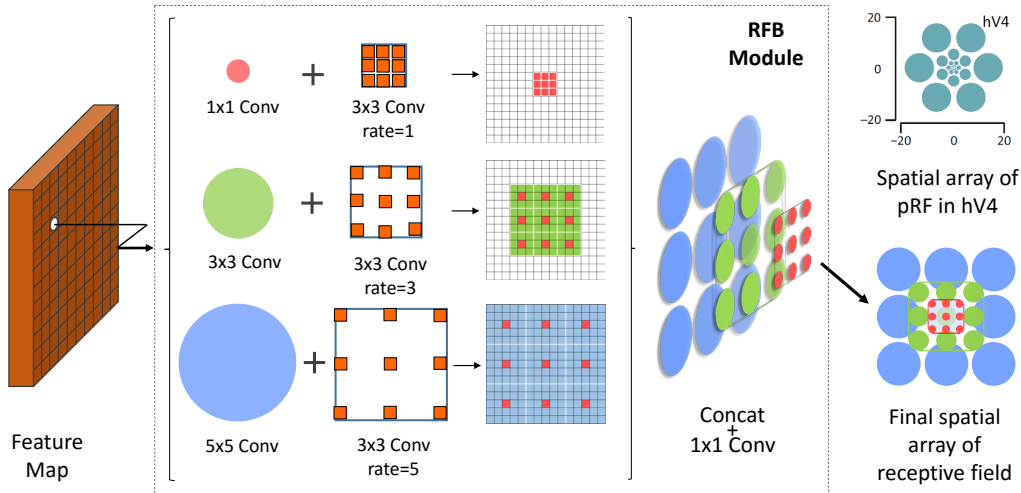 Feature
Map
1x1 Conv
+
3x3 Conv
rate=1
3x3 Conv
+
3x3 Conv
rate=3
5x5 Conv
+
3x3 Conv
rate=5
RFB
Module
Concat
+
1x1 Conv
20
0
-20
hV4
-20
0
20
Spatial array of
pRF in hV4
Final spatial
array of
receptive field